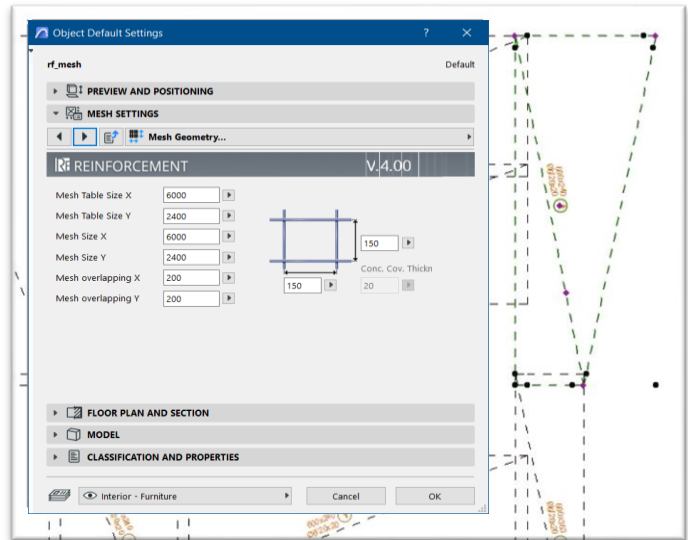 Object Default Settings ? ×
rf_mesh Default
PREVIEW AND POSITIONING
MESH SETTINGS
Mesh Geometry...
REINFORCEMENT V.4.00
Mesh Table Size X 6000
Mesh Table Size Y 2400
Mesh Size X 6000
Mesh Size Y 2400
Mesh overlapping X 200
Mesh overlapping Y 200
150
Conc. Cov. Thickn
150 20
FLOOR PLAN AND SECTION
MODEL
CLASSIFICATION AND PROPERTIES
Interior - Furniture Cancel OK